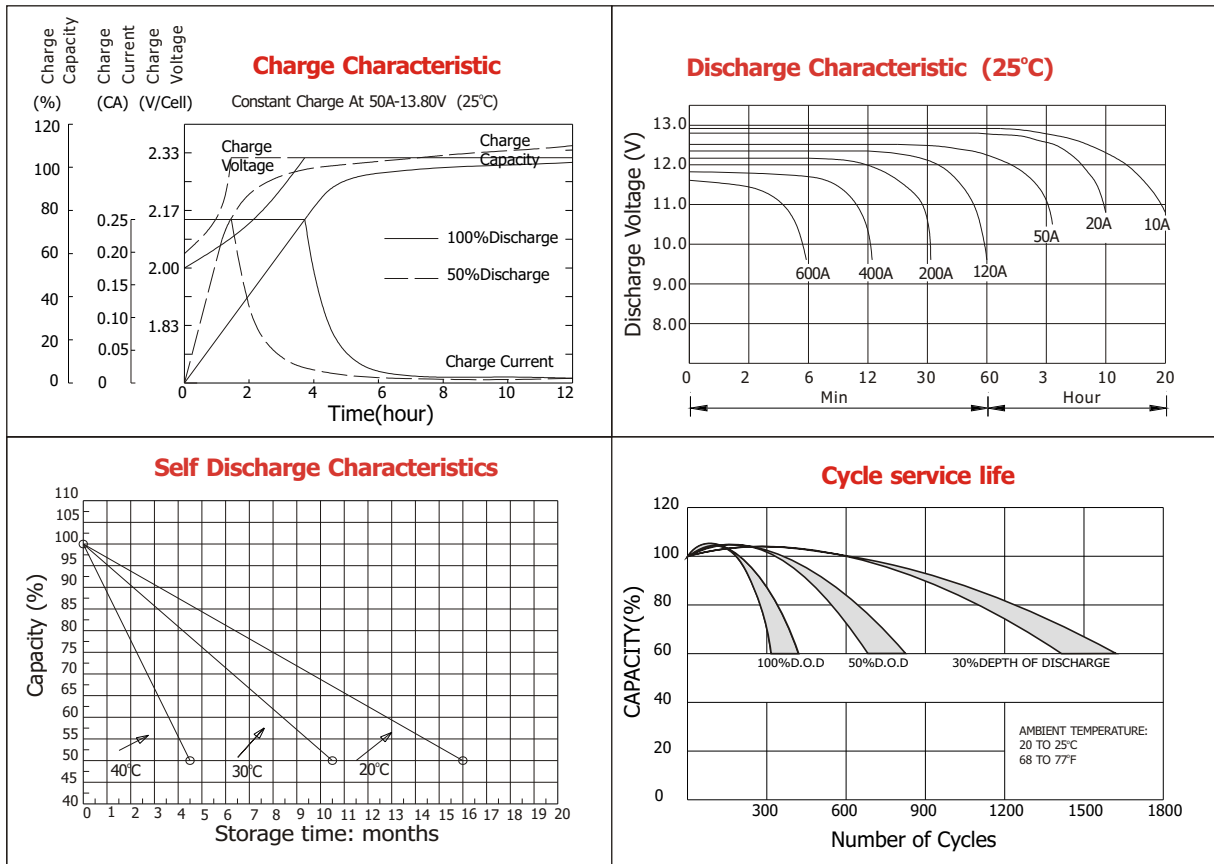 Charge Capacity
Charge Current
Charge Voltage
(%)
(CA)
(V/Cell)
Charge Characteristic
Constant Charge At 50A-13.80V (25°C)
120
100
80
60
40
20
0
0.25
0.20
0.15
0.10
0.05
0
2.33
2.17
2.00
1.83
Charge Voltage
Charge Capacity
100%Discharge
50%Discharge
Charge Current
0 2 4 6 8 10 12
Time(hour)
Discharge Characteristic (25°C)
Discharge Voltage (V)
13.0
12.0
11.0
10.0
9.00
8.00
600A 400A 200A 120A 50A 20A 10A
0 2 6 12 30 60 3 10 20
Min Hour
Self Discharge Characteristics
Capacity (%)
110
105
100
95
90
85
80
75
70
65
60
55
50
45
40
40°C 30°C 20°C
0 1 2 3 4 5 6 7 8 9 10 11 12 13 14 15 16 17 18 19 20
Storage time: months
Cycle service life
CAPACITY(%)
120
100
80
60
40
20
0
100%D.O.D 50%D.O.D 30%DEPTH OF DISCHARGE
AMBIENT TEMPERATURE:
20 TO 25°C
68 TO 77°F
300 600 900 1200 1500 1800
Number of Cycles